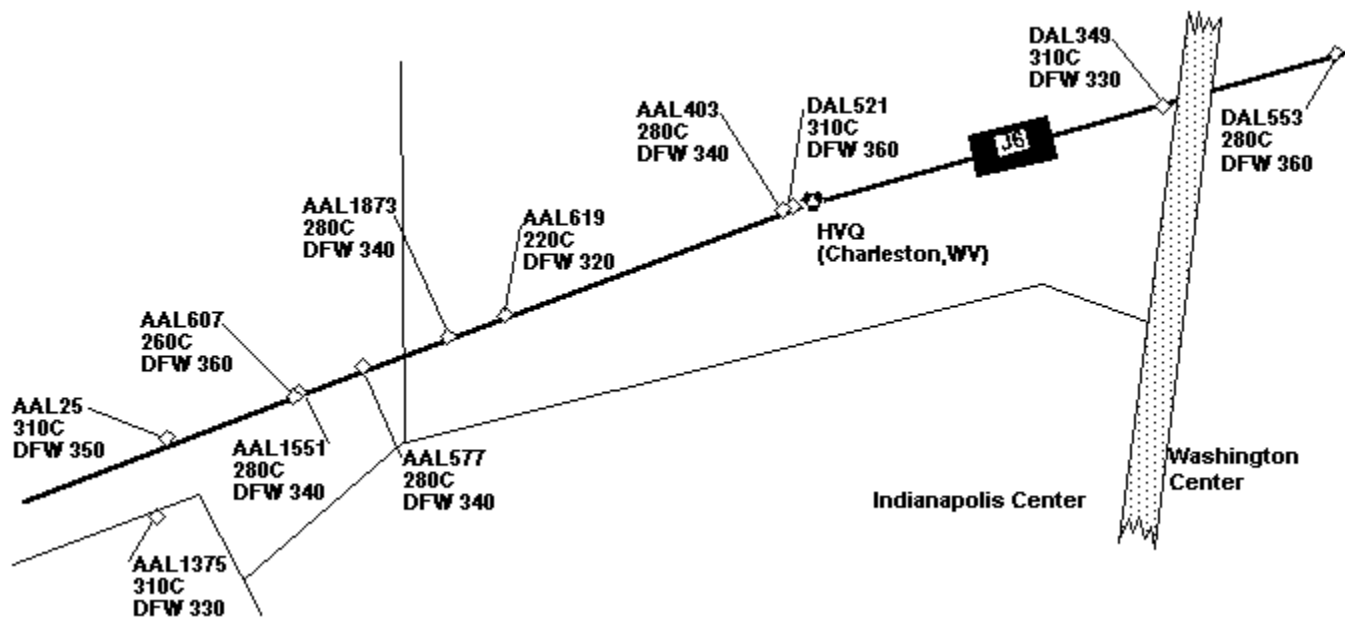 DAL349
310C
DFW 330
DAL553
280C
DFW 360
AAL403
280C
DFW 340
DAL521
310C
DFW 360
J6
HVQ
(Charleston,WV)
AAL1873
280C
DFW 340
AAL619
220C
DFW 320
AAL607
260C
DFW 360
AAL25
310C
DFW 350
AAL1551
280C
DFW 340
AAL577
280C
DFW 340
AAL1375
310C
DFW 330
Indianapolis Center
Washington
Center